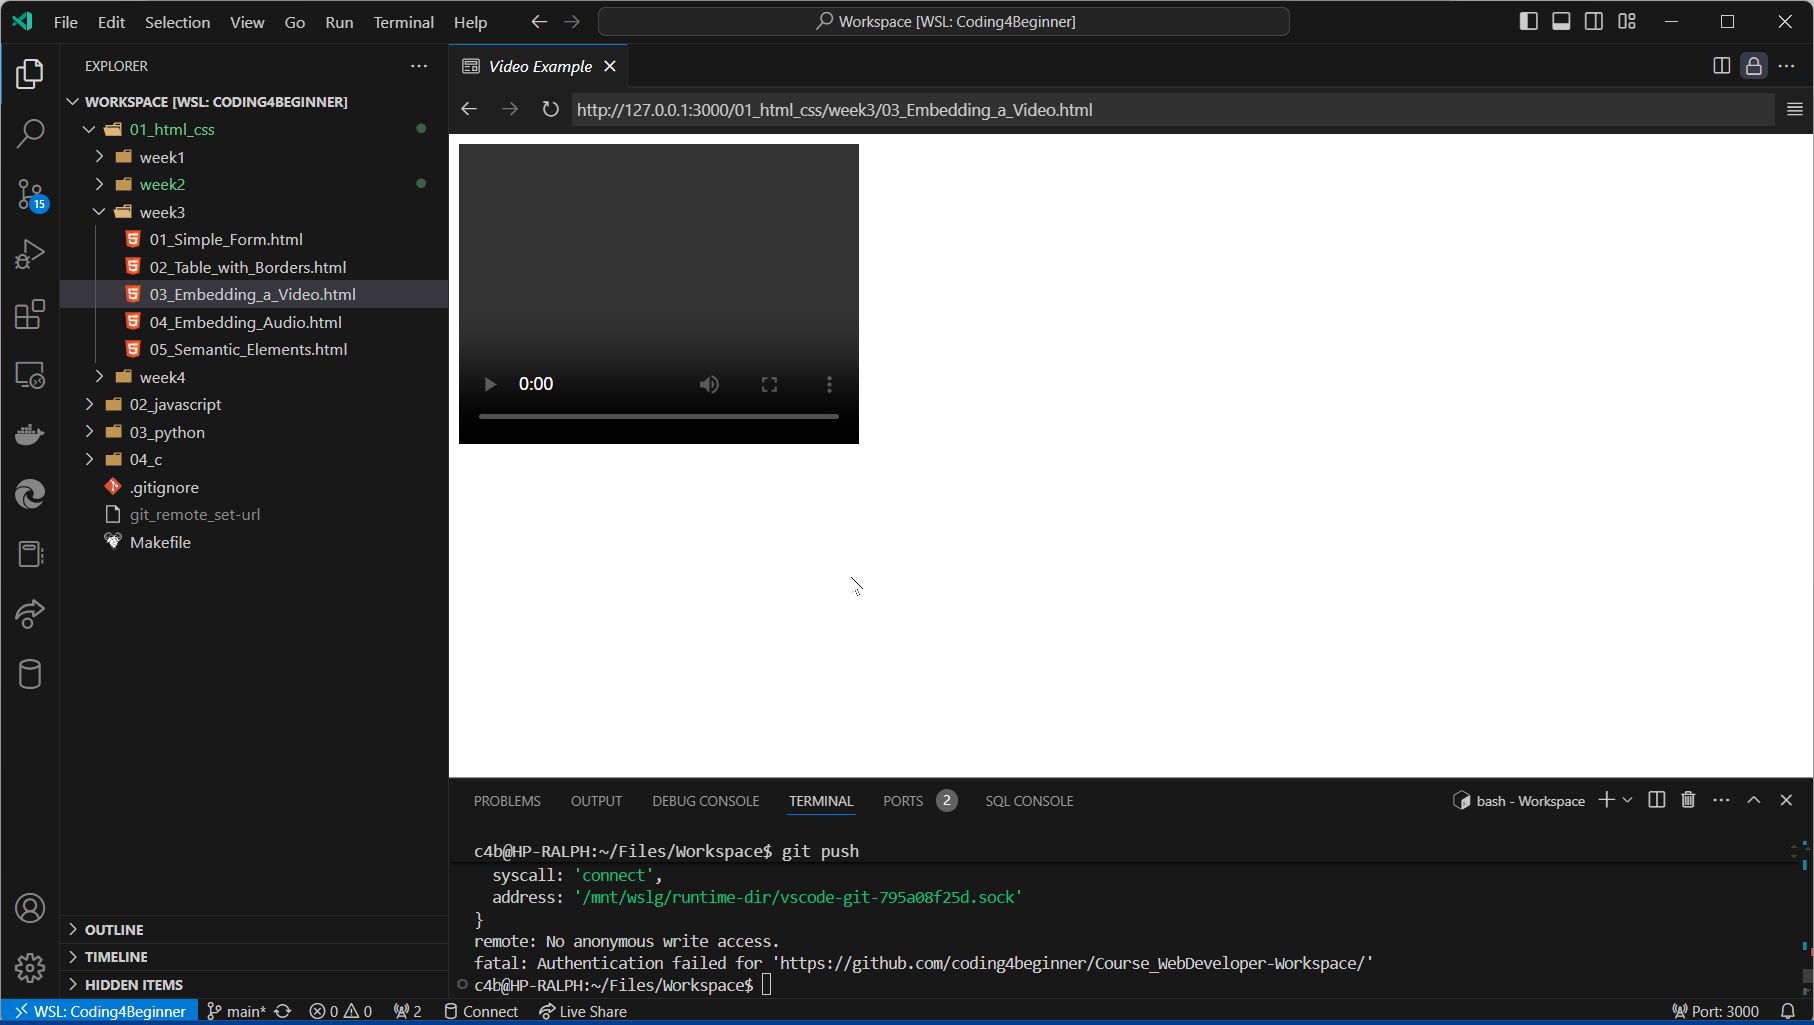 File Edit Selection View Go Run Terminal Help
Workspace [WSL: Coding4Beginner]
EXPLORER
WORKSPACE [WSL: CODING4BEGINNER]
01_html_css
week1
week2
week3
01_Simple_Form.html
02_Table_with_Borders.html
03_Embedding_a_Video.html
04_Embedding_Audio.html
05_Semantic_Elements.html
week4
02_javascript
03_python
04_c
.gitignore
git_remote_set-url
Makefile
15
OUTLINE
TIMELINE
HIDDEN ITEMS
Video Example
http://127.0.0.1:3000/01_html_css/week3/03_Embedding_a_Video.html
0:00
PROBLEMS OUTPUT DEBUG CONSOLE TERMINAL PORTS 2 SQL CONSOLE
bash - Workspace
c4b@HP-RALPH:~/Files/Workspace$ git push
syscall: 'connect',
address: '/mnt/wslg/runtime-dir/vscode-git-795a08f25d.sock'
}
remote: No anonymous write access.
fatal: Authentication failed for 'https://github.com/coding4beginner/Course_WebDeveloper-Workspace/'
c4b@HP-RALPH:~/Files/Workspace$
WSL: Coding4Beginner main* 0 0 2 Connect Live Share Port: 3000